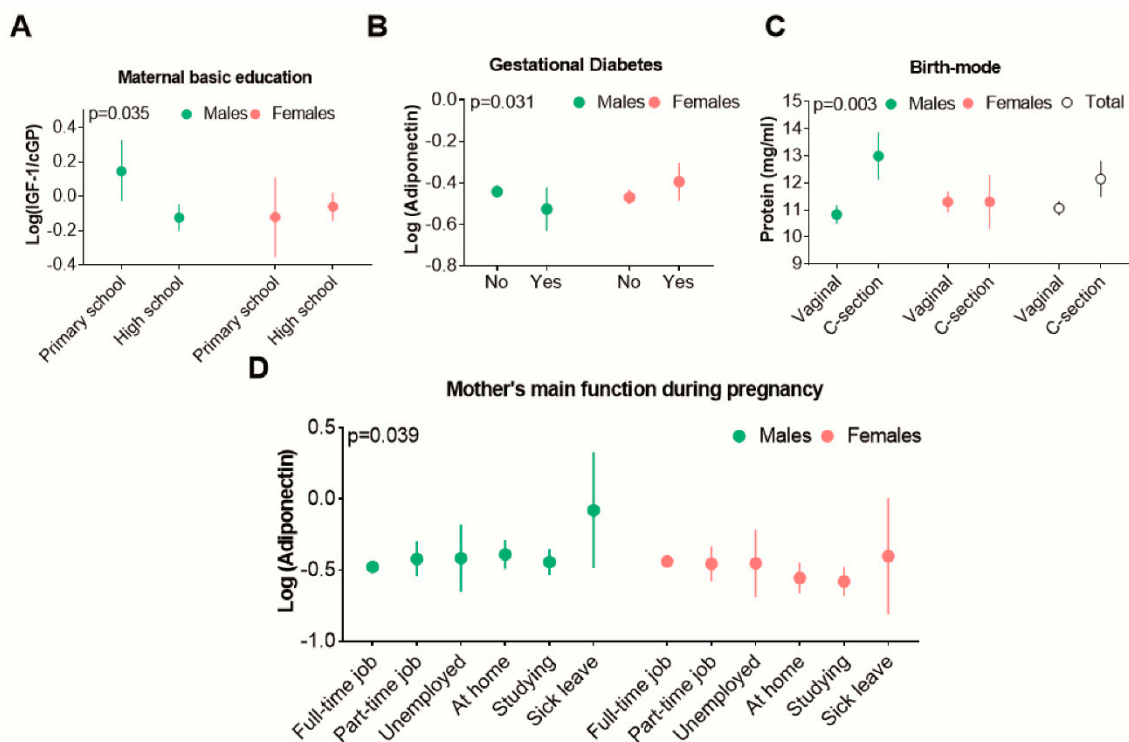 A
Maternal basic education
p=0.035
Males
Females
Log(IGF-1/cGP)
0.4
0.2
0.0
-0.2
-0.4
Primary school
High school
Primary school
High school
B
Gestational Diabetes
p=0.031
Males
Females
Log (Adiponectin)
0.0
-0.2
-0.4
-0.6
-0.8
No
Yes
No
Yes
C
Birth-mode
p=0.003
Males
Females
Total
Protein (mg/ml)
15
14
13
12
11
10
9
Vaginal
C-section
Vaginal
C-section
Vaginal
C-section
D
Mother's main function during pregnancy
p=0.039
Males
Females
Log (Adiponectin)
0.5
0.0
-0.5
-1.0
Full-time job
Part-time job
Unemployed
At home
Studying
Sick leave
Full-time job
Part-time job
Unemployed
At home
Studying
Sick leave